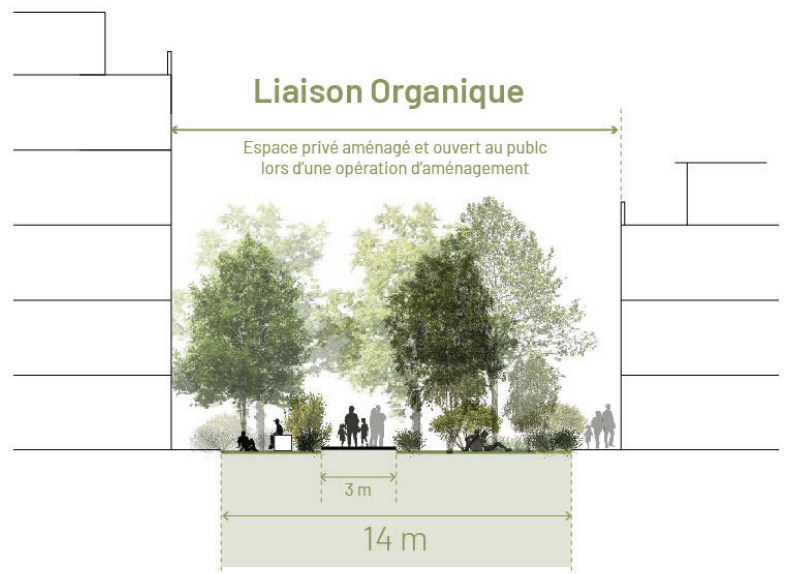 Liaison Organique
Espace privé aménagé et ouvert au publc
lors d'une opération d'aménagement
3 m
14 m